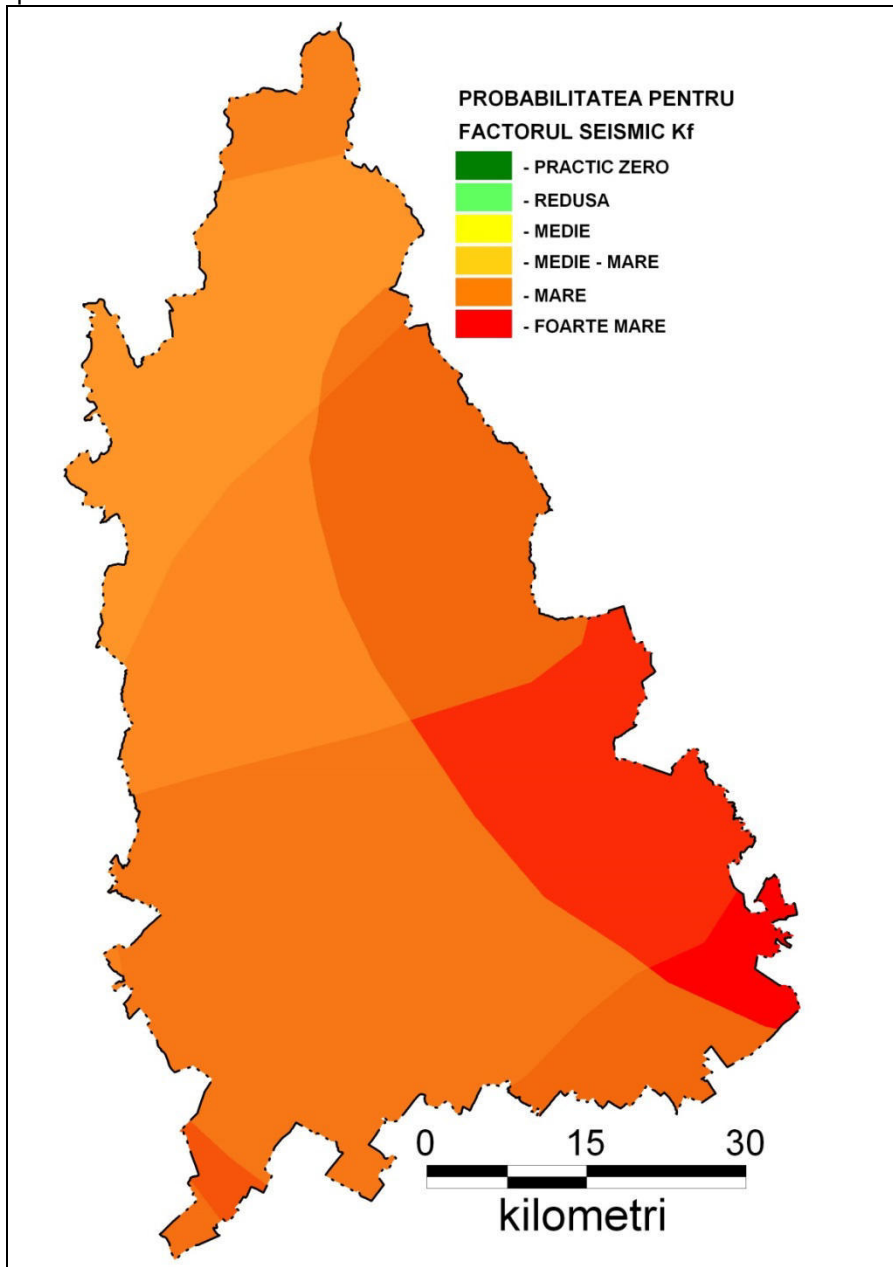 PROBABILITATEA PENTRU
FACTORUL SEISMIC Kf
- PRACTIC ZERO
- REDUSA
- MEDIE
- MEDIE - MARE
- MARE
- FOARTE MARE
0 15 30
kilometri